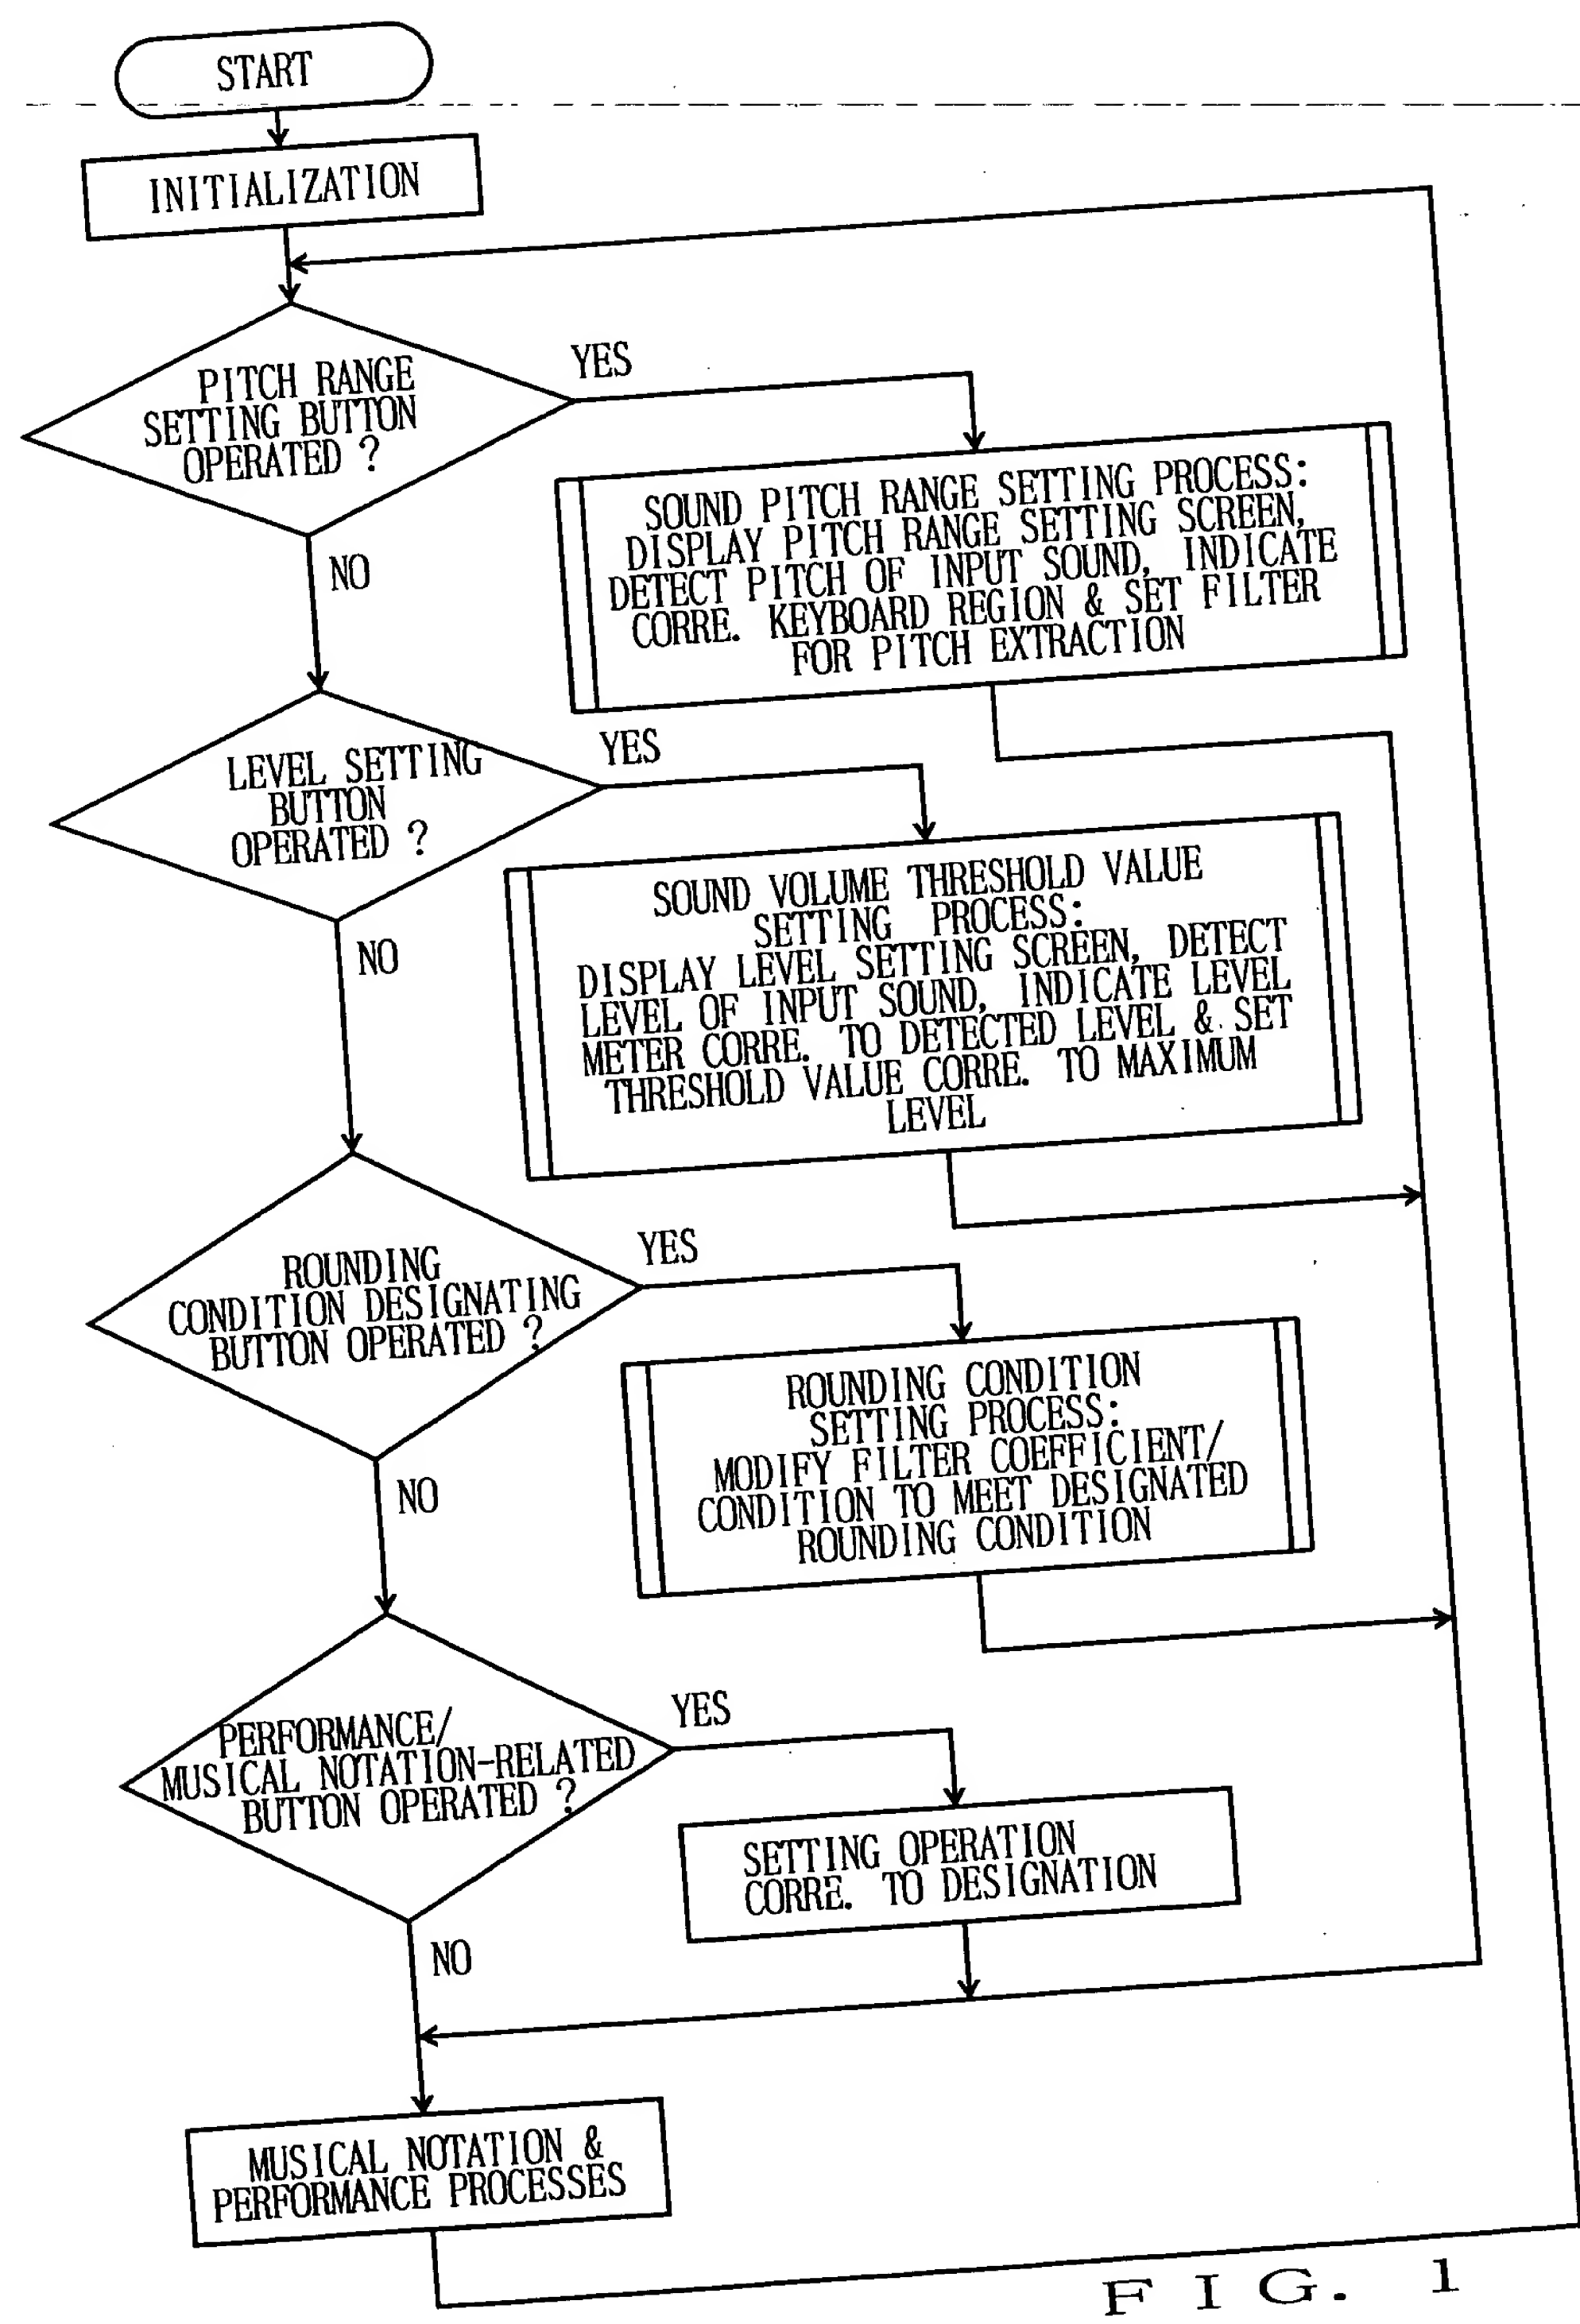 START
INITIALIZATION
PITCH RANGE
SETTING BUTTON
OPERATED ?
YES
NO
SOUND PITCH RANGE SETTING PROCESS:
DISPLAY PITCH RANGE SETTING SCREEN,
DETECT PITCH OF INPUT SOUND, INDICATE
CORRE. KEYBOARD REGION & SET FILTER
FOR PITCH EXTRACTION
LEVEL SETTING
BUTTON
OPERATED ?
YES
NO
SOUND VOLUME THRESHOLD VALUE
SETTING PROCESS:
DISPLAY LEVEL SETTING SCREEN, DETECT
LEVEL OF INPUT SOUND, INDICATE LEVEL
METER CORRE. TO DETECTED LEVEL & SET
THRESHOLD VALUE CORRE. TO MAXIMUM
LEVEL
ROUNDING
CONDITION DESIGNATING
BUTTON OPERATED ?
YES
NO
ROUNDING CONDITION
SETTING PROCESS:
MODIFY FILTER COEFFICIENT/
CONDITION TO MEET DESIGNATED
ROUNDING CONDITION
PERFORMANCE/
MUSICAL NOTATION-RELATED
BUTTON OPERATED ?
YES
NO
SETTING OPERATION
CORRE. TO DESIGNATION
MUSICAL NOTATION &
PERFORMANCE PROCESSES
FIG. 1